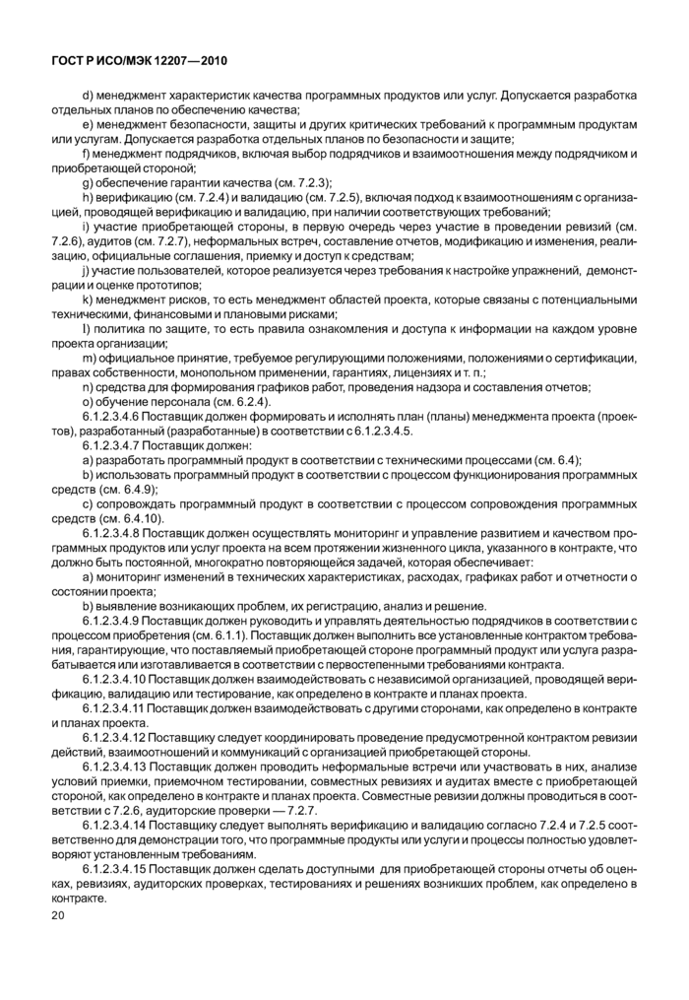 ГОСТ Р ИСО/МЭК 12207—2010
d) менеджмент характеристик качества программных продуктов или услуг. Допускается разработка
отдельных планов по обеспечению качества;
e) менеджмент безопасности, защиты и других критических требований к программным продуктам
или услугам. Допускается разработка отдельных планов по безопасности и защите;
f) менеджмент подрядчиков, включая выбор подрядчиков и взаимоотношения между подрядчиком и
приобретающей стороной;
g) обеспечение гарантии качества (см. 7.2.3);
h) верификацию (см. 7.2.4) и валидацию (см. 7.2.5), включая подход к взаимоотношениям с организа-
цией, проводящей верификацию и валидацию, при наличии соответствующих требований;
i) участие приобретающей стороны, в первую очередь через участие в проведении ревизий (см.
7.2.6), аудитов (см. 7.2.7), неформальных встреч, составление отчетов, модификацию и изменения, реали-
зацию, официальные соглашения, приемку и доступ к средствам;
j) участие пользователей, которое реализуется через требования к настройке упражнений, демонст-
рации и оценке прототипов;
k) менеджмент рисков, то есть менеджмент областей проекта, которые связаны с потенциальными
техническими, финансовыми и плановыми рисками;
l) политика по защите, то есть правила ознакомления и доступа к информации на каждом уровне
проекта организации;
m) официальное принятие, требуемое регулирующими положениями, положениями о сертификации,
правах собственности, монопольном применении, гарантиях, лицензиях и т. п.;
n) средства для формирования графиков работ, проведения надзора и составления отчетов;
o) обучение персонала (см. 6.2.4).
6.1.2.3.4.6 Поставщик должен формировать и исполнять план (планы) менеджмента проекта (проек-
тов), разработанный (разработанные) в соответствии с 6.1.2.3.4.5.
6.1.2.3.4.7 Поставщик должен:
a) разработать программный продукт в соответствии с техническими процессами (см. 6.4);
b) использовать программный продукт в соответствии с процессом функционирования программных
средств (см. 6.4.9);
c) сопровождать программный продукт в соответствии с процессом сопровождения программных
средств (см. 6.4.10).
6.1.2.3.4.8 Поставщик должен осуществлять мониторинг и управление развитием и качеством про-
граммных продуктов или услуг проекта на всем протяжении жизненного цикла, указанного в контракте, что
должно быть постоянной, многократно повторяющейся задачей, которая обеспечивает:
a) мониторинг изменений в технических характеристиках, расходах, графиках работ и отчетности о
состоянии проекта;
b) выявление возникающих проблем, их регистрацию, анализ и решение.
6.1.2.3.4.9 Поставщик должен руководить и управлять деятельностью подрядчиков в соответствии с
процессом приобретения (см. 6.1.1). Поставщик должен выполнить все установленные контрактом требова-
ния, гарантирующие, что поставляемый приобретающей стороне программный продукт или услуга разра-
батывается или изготавливается в соответствии с первостепенными требованиями контракта.
6.1.2.3.4.10 Поставщик должен взаимодействовать с независимой организацией, проводящей вери-
фикацию, валидацию или тестирование, как определено в контракте и планах проекта.
6.1.2.3.4.11 Поставщик должен взаимодействовать с другими сторонами, как определено в контракте
и планах проекта.
6.1.2.3.4.12 Поставщику следует координировать проведение предусмотренной контрактом ревизии
действий, взаимоотношений и коммуникаций с организацией приобретающей стороны.
6.1.2.3.4.13 Поставщик должен проводить неформальные встречи или участвовать в них, анализе
условий приемки, приемочном тестировании, совместных ревизиях и аудитах вместе с приобретающей
стороной, как определено в контракте и планах проекта. Совместные ревизии должны проводиться в соот-
ветствии с 7.2.6, аудиторские проверки — 7.2.7.
6.1.2.3.4.14 Поставщику следует выполнять верификацию и валидацию согласно 7.2.4 и 7.2.5 соот-
ветственно для демонстрации того, что программные продукты или услуги и процессы полностью удовлет-
воряют установленным требованиям.
6.1.2.3.4.15 Поставщик должен сделать доступными для приобретающей стороны отчеты об оцен-
ках, ревизиях, аудиторских проверках, тестированиях и решениях возникших проблем, как определено в
контракте.
20